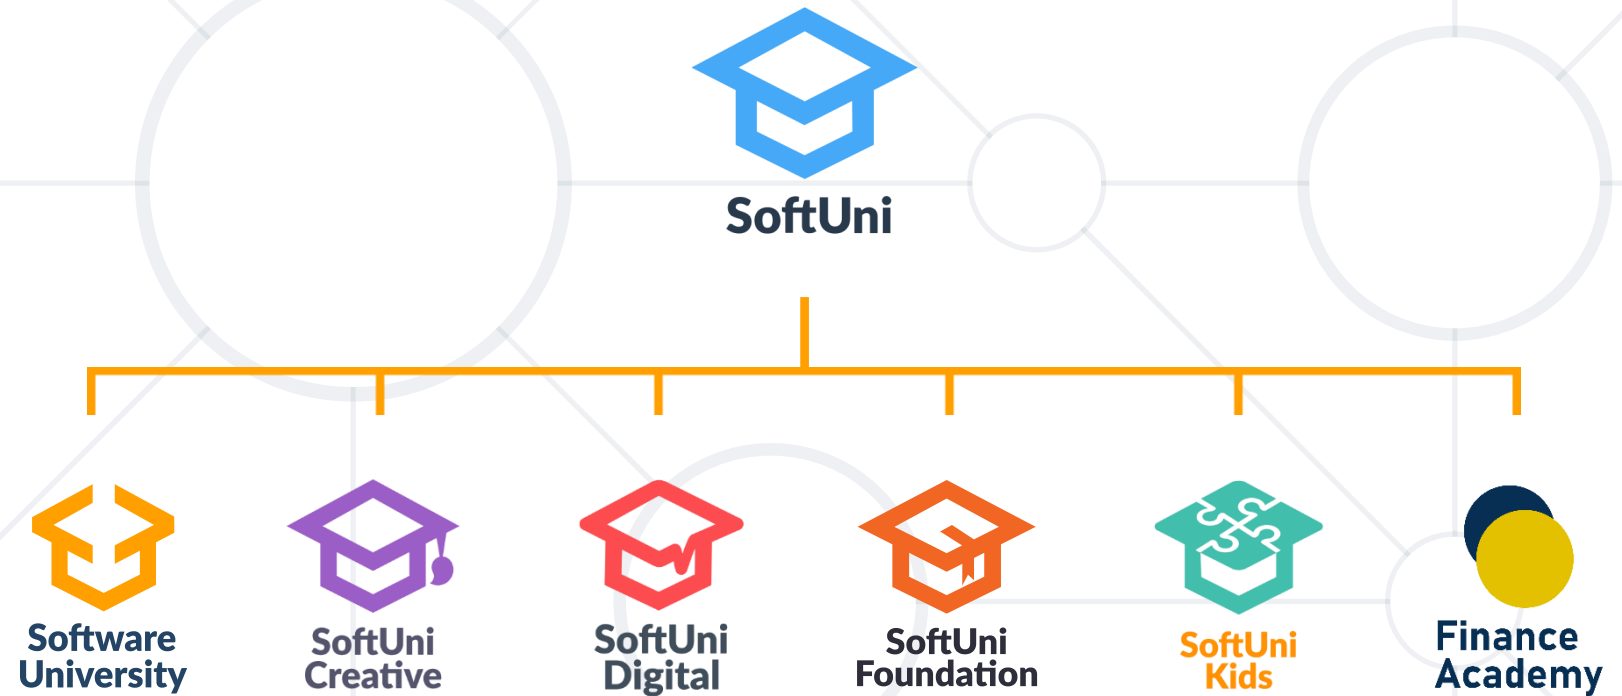 SoftUni
Software
University
SoftUni
Creative
SoftUni
Digital
SoftUni
Foundation
SoftUni
Kids
Finance
Academy